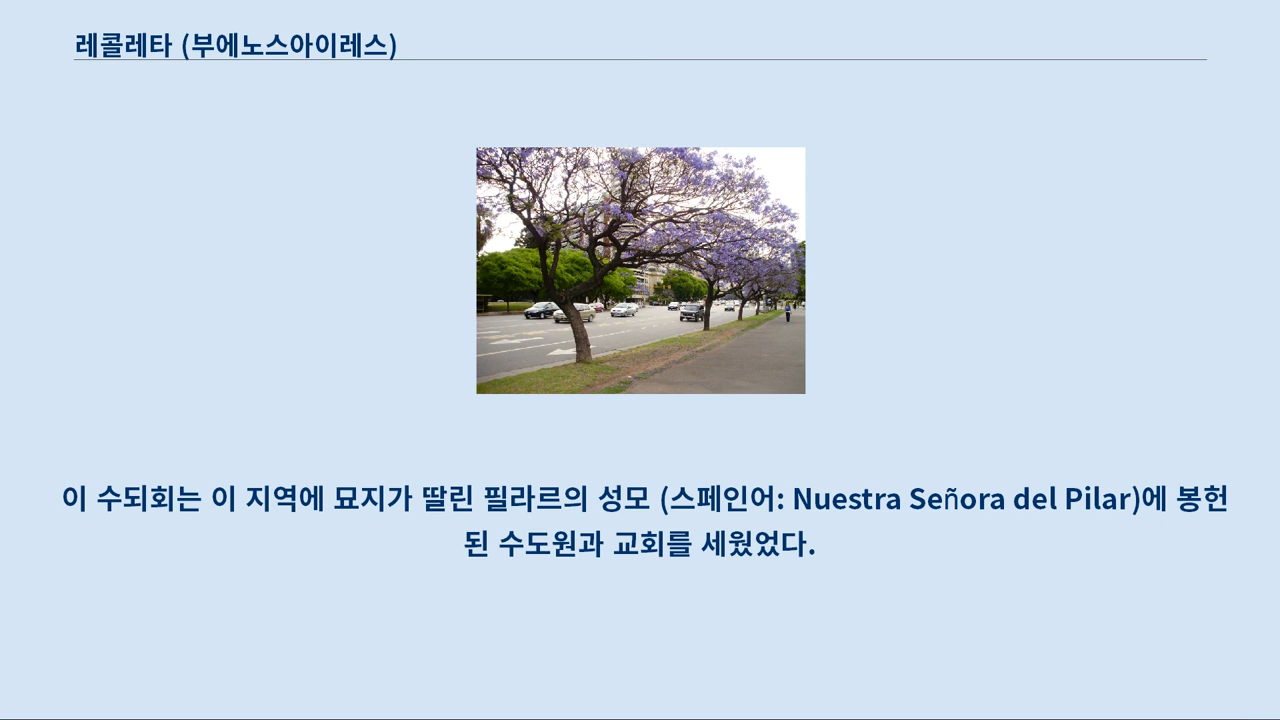 레콜레타 (부에노스아이레스)
이 수되회는 이 지역에 묘지가 딸린 필라르의 성모 (스페인어: Nuestra Señora del Pilar)에 봉헌
된 수도원과 교회를 세웠었다.